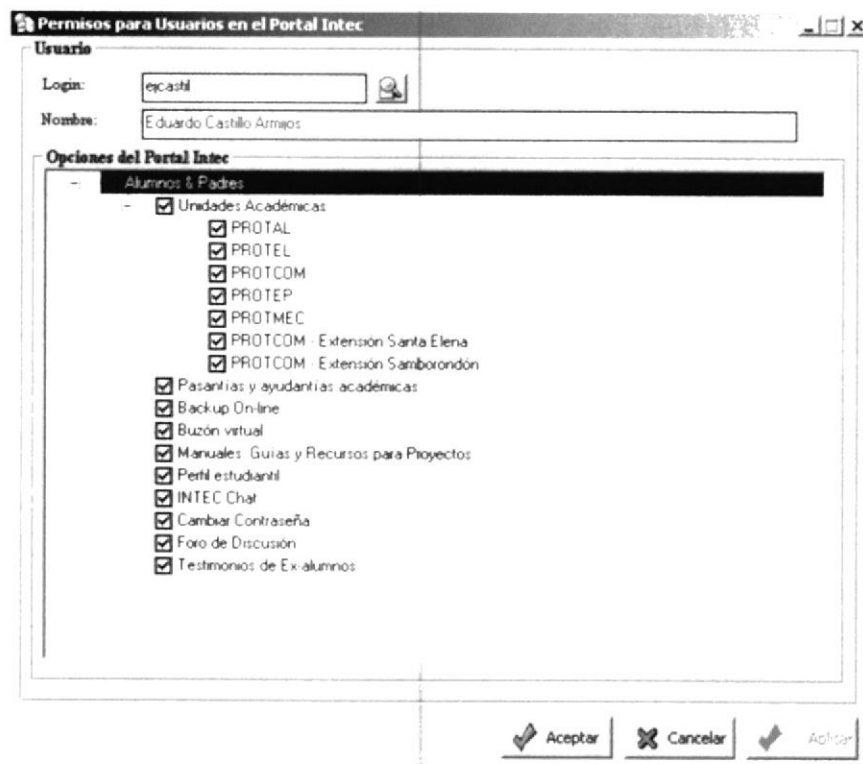 Permisos para Usuarios en el Portal Intec
Usuario
Login: ejcastil
Nombre: Eduardo Castillo Armijos
Opciones del Portal Intec
Alumnos & Padres
Unidades Académicas
PROTAL
PROTEL
PROTCOM
PROTEP
PROTMEC
PROTCOM - Extensión Santa Elena
PROTCOM - Extensión Samborondón
Pasantías y ayudantías académicas
Backup On-line
Buzón virtual
Manuales Guías y Recursos para Proyectos
Perfil estudiantil
INTEC Chat
Cambiar Contraseña
Foro de Discusión
Testimonios de Ex-alumnos
Aceptar Cancelar Aplicar